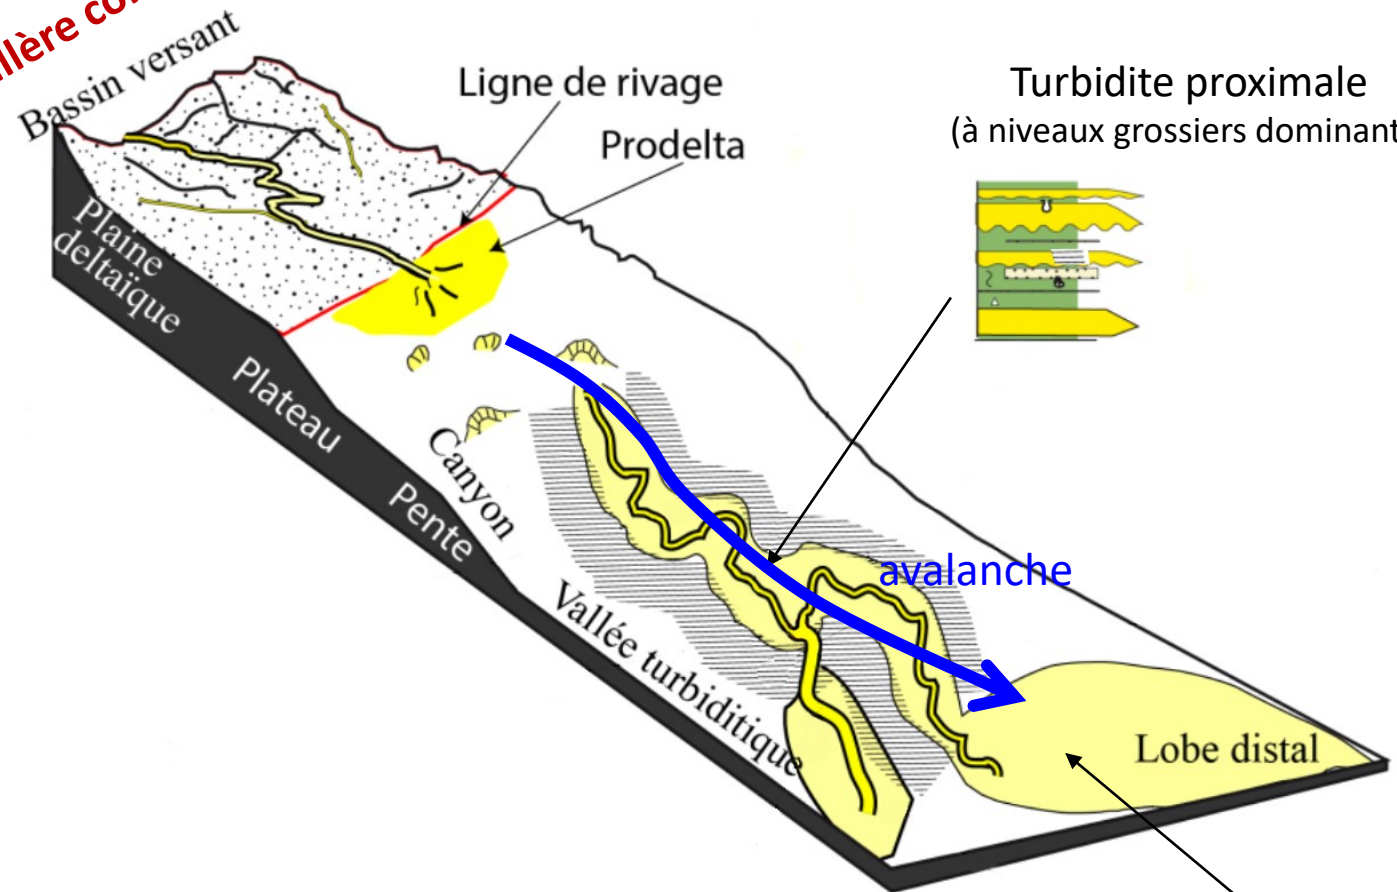 Bassin versant
Ligne de rivage
Prodelta
Turbidite proximale
(à niveaux grossiers dominant
Plaine
deltaïque
Plateau
Pente
Canyon
Vallée turbiditique
avalanche
Lobe distal